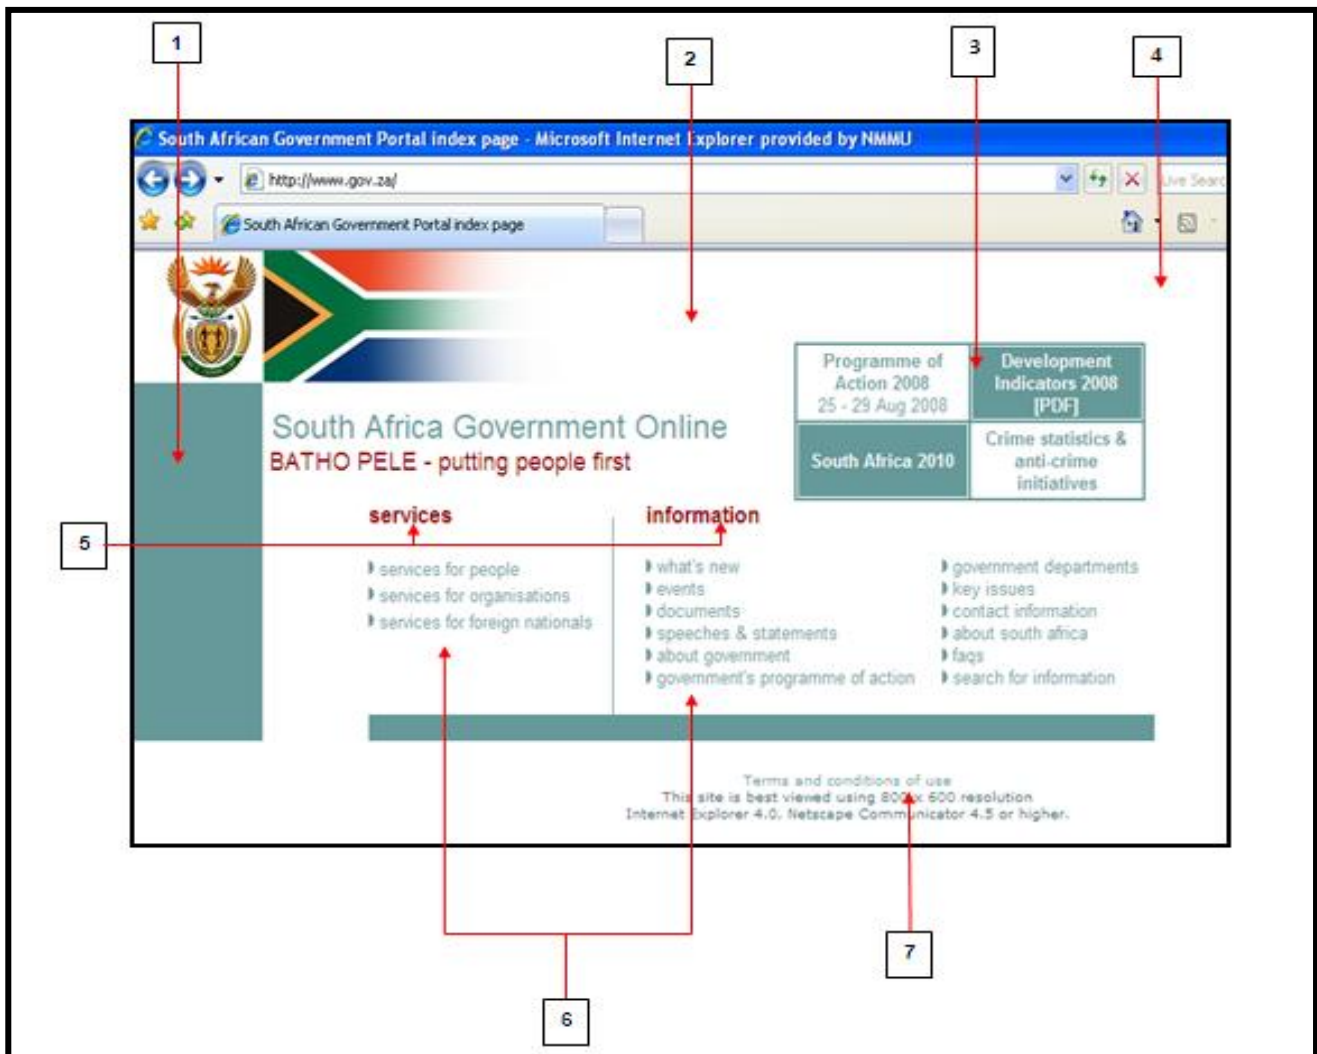 1
2
3
4
South African Government Portal index page - Microsoft Internet Explorer provided by NMMU
http://www.gov.za/
Live Searc
South African Government Portal index page
Programme of
Action 2008
25 - 29 Aug 2008
Development
Indicators 2008
[PDF]
South Africa Government Online
BATHO PELE - putting people first
South Africa 2010
Crime statistics &
anti-crime
initiatives
5
services
information
services for people
services for organisations
services for foreign nationals
what's new
events
documents
speeches & statements
about government
government's programme of action
government departments
key issues
contact information
about south africa
faqs
search for information
Terms and conditions of use
This site is best viewed using 800 x 600 resolution
Internet Explorer 4.0, Netscape Communicator 4.5 or higher.
7
6